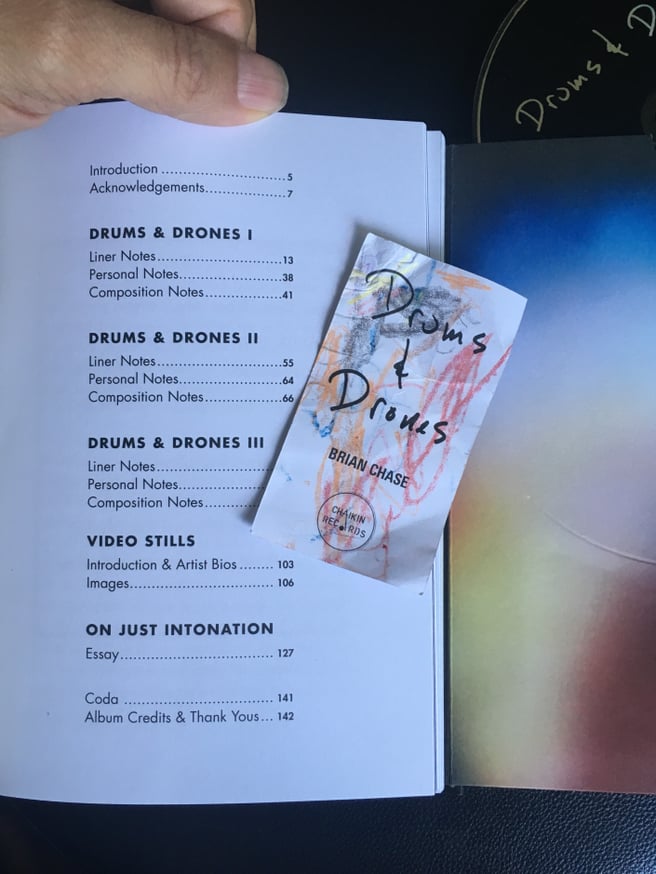 Introduction ..............................5
Acknowledgements....................7
DRUMS & DRONES I
Liner Notes..............................13
Personal Notes.........................38
Composition Notes...................41
DRUMS & DRONES II
Liner Notes..............................55
Personal Notes.........................64
Composition Notes...................66
DRUMS & DRONES III
Liner Notes............................
Personal Notes.....................
Composition Notes................
VIDEO STILLS
Introduction & Artist Bios........ 103
Images.................................. 106
ON JUST INTONATION
Essay.................................... 127
Coda .................................... 141
Album Credits & Thank Yous... 142
Drums
&
Drones
BRIAN CHASE
CHAIKIN
RECORDS
Drums & D